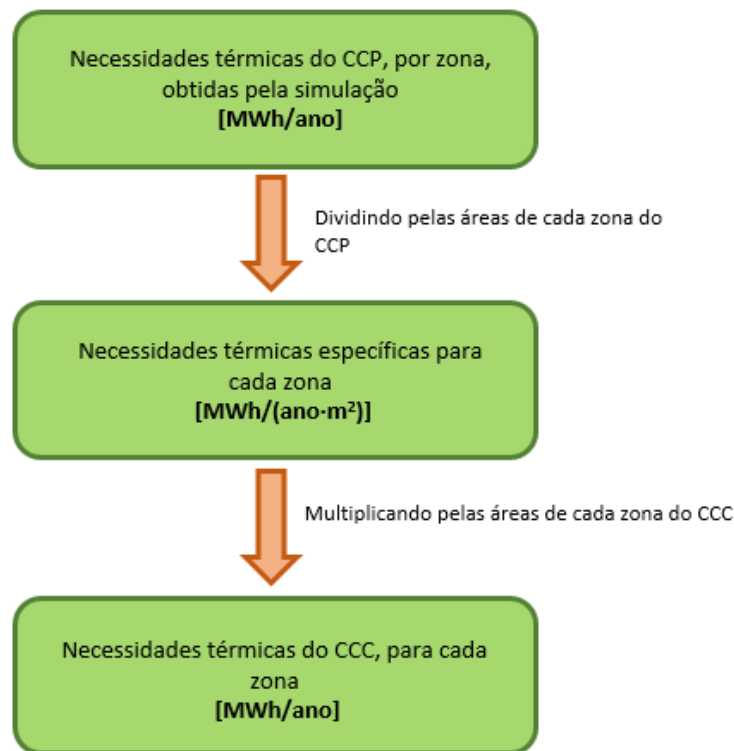 Necessidades térmicas do CCP, por zona,
obtidas pela simulação
[MWh/ano]
Dividindo pelas áreas de cada zona do
CCP
Necessidades térmicas específicas para
cada zona
[MWh/(ano·m²)]
Multiplicando pelas áreas de cada zona do CCC
Necessidades térmicas do CCC, para cada
zona
[MWh/ano]